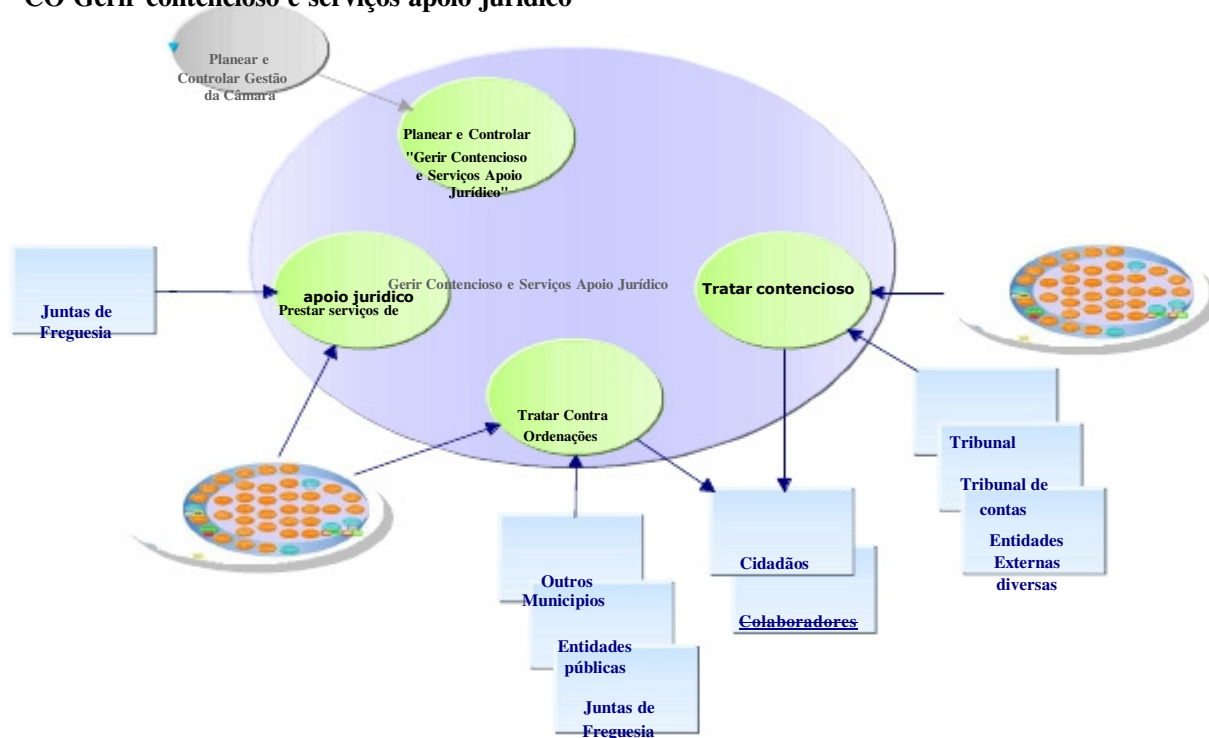 CO Gerir contencioso e serviços apoio jurídico
Planear e
Controlar Gestão
da Câmara
Planear e Controlar
"Gerir Contencioso
e Serviços Apoio
Jurídico"
Gerir Contencioso e Serviços Apoio Jurídico
apoio juridico
Prestar serviços de
Tratar contencioso
Juntas de
Freguesia
Tratar Contra
Ordenações
Tribunal
Tribunal de
contas
Entidades
Externas
diversas
Cidadãos
Colaboradores
Outros
Municipios
Entidades
públicas
Juntas de
Freguesia